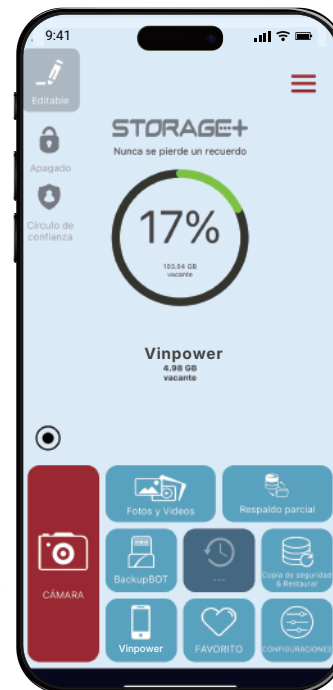 9:41
Editable
STORAGE+
Nunca se pierde un recuerdo
Apagado
Círculo de
confianza
17%
103.04 GB
vacante
Vinpower
4.98 GB
vacante
Fotos y Videos
Respaldo parcial
CÁMARA
BackupBOT
---
Copia de seguridad
& Restaurar
Vinpower
FAVORITO
CONFIGURACIONES